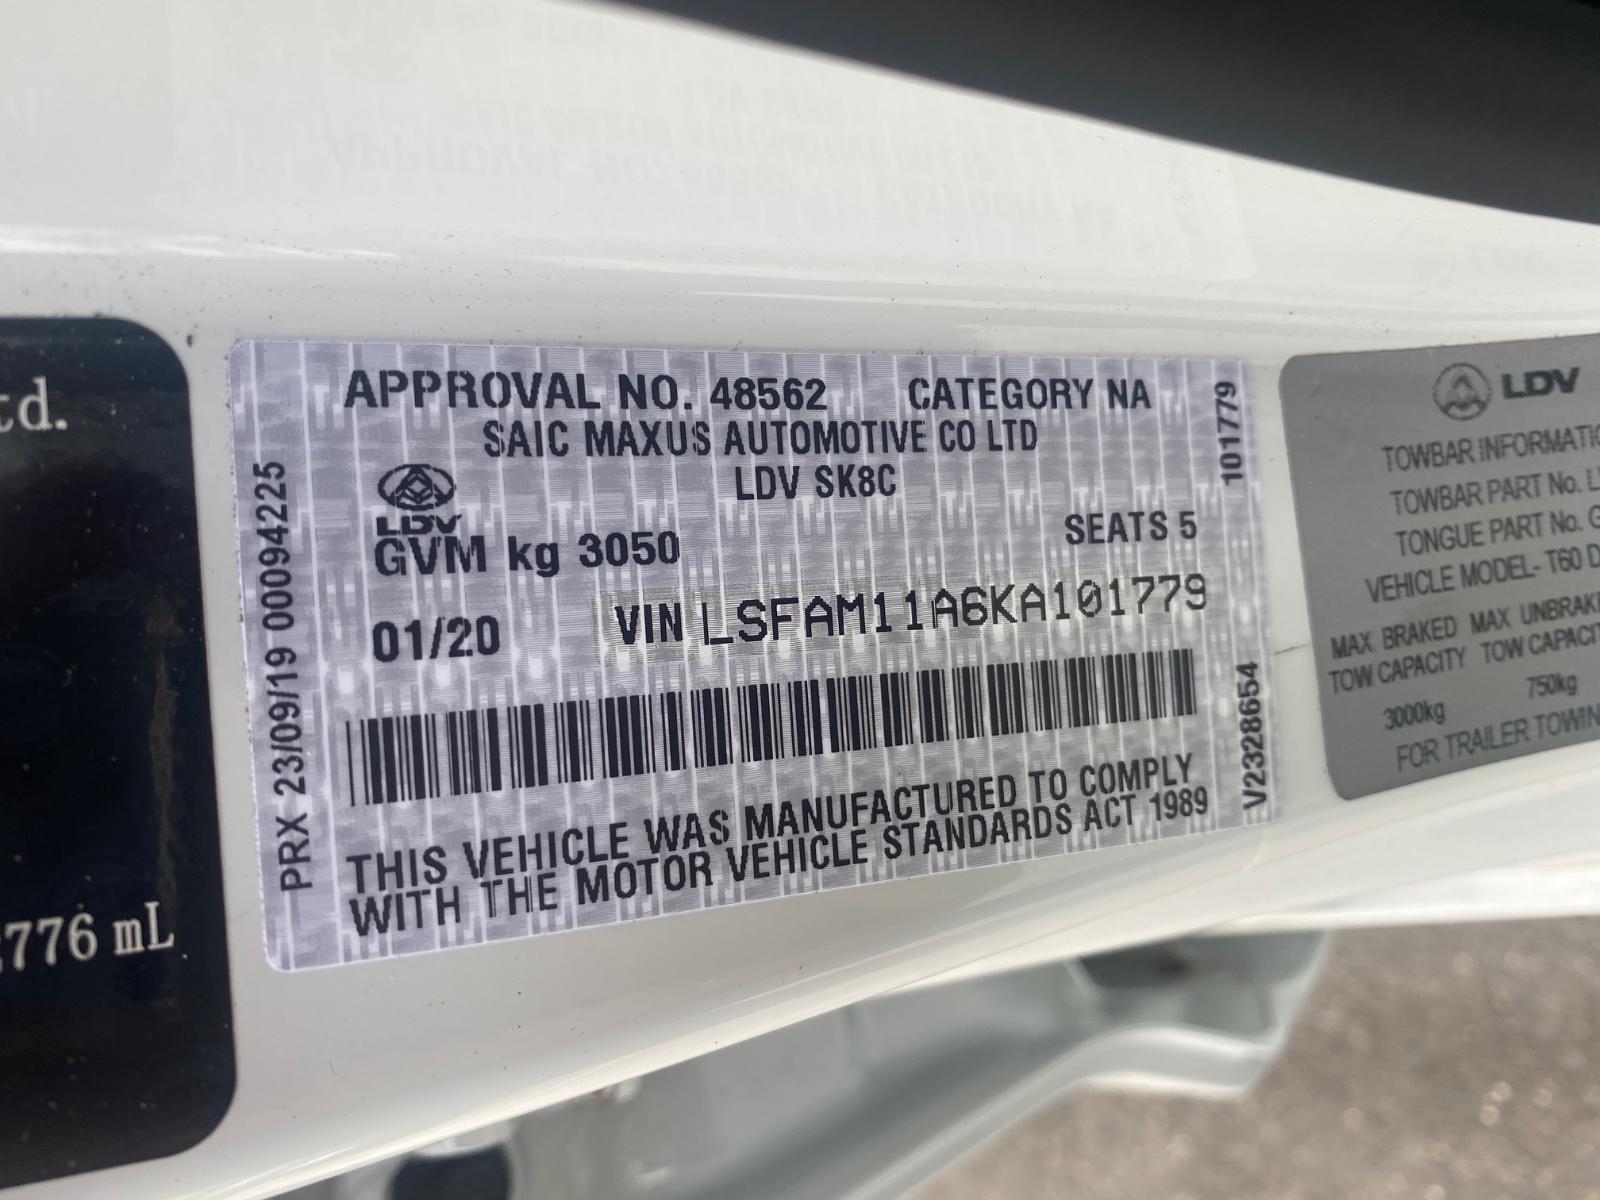 td.
776 mL
APPROVAL NO. 48562 CATEGORY NA
SAIC MAXUS AUTOMOTIVE CO LTD
LDV SK8C
LDV
GVM kg 3050 SEATS 5
01/20 VIN LSFAM11A6KA101779
THIS VEHICLE WAS MANUFACTURED TO COMPLY
WITH THE MOTOR VEHICLE STANDARDS ACT 1989
PRX 23/09/19 00094225
101779
V2328654
LDV
TOWBAR INFORMATIO
TOWBAR PART No. L
TONGUE PART No. G
VEHICLE MODEL- T60 D
MAX BRAKED MAX UNBRAKE
TOW CAPACITY TOW CAPACIT
3000kg 750kg
FOR TRAILER TOWIN